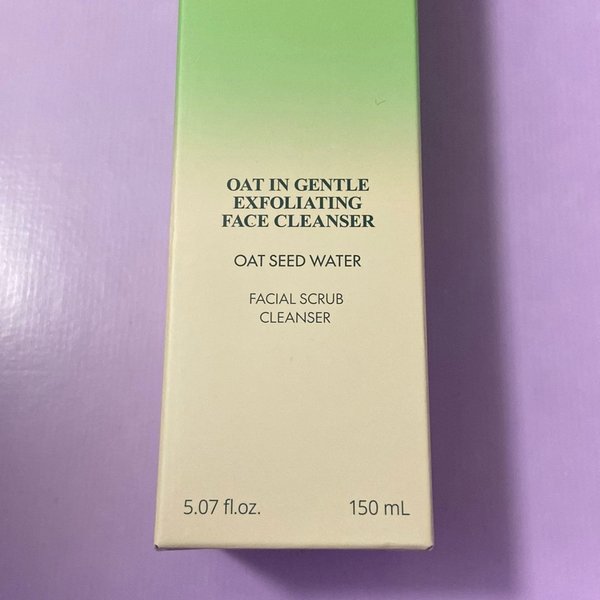 OAT IN GENTLE
EXFOLIATING
FACE CLEANSER
OAT SEED WATER
FACIAL SCRUB
CLEANSER
5.07 fl.oz. 150 mL